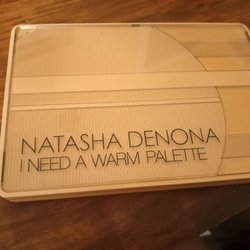 NATASHA DENONA
I NEED A WARM PALETTE